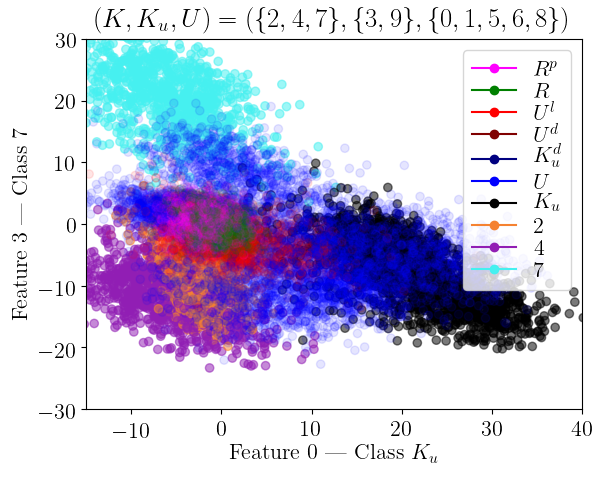 (K, K_u, U) = ({2, 4, 7}, {3, 9}, {0, 1, 5, 6, 8})
30
20
10
0
−10
−20
−30
Feature 3 — Class 7
R^p
R
U^l
U^d
K_u^d
U
K_u
2
4
7
−10 0 10 20 30 40
Feature 0 — Class K_u